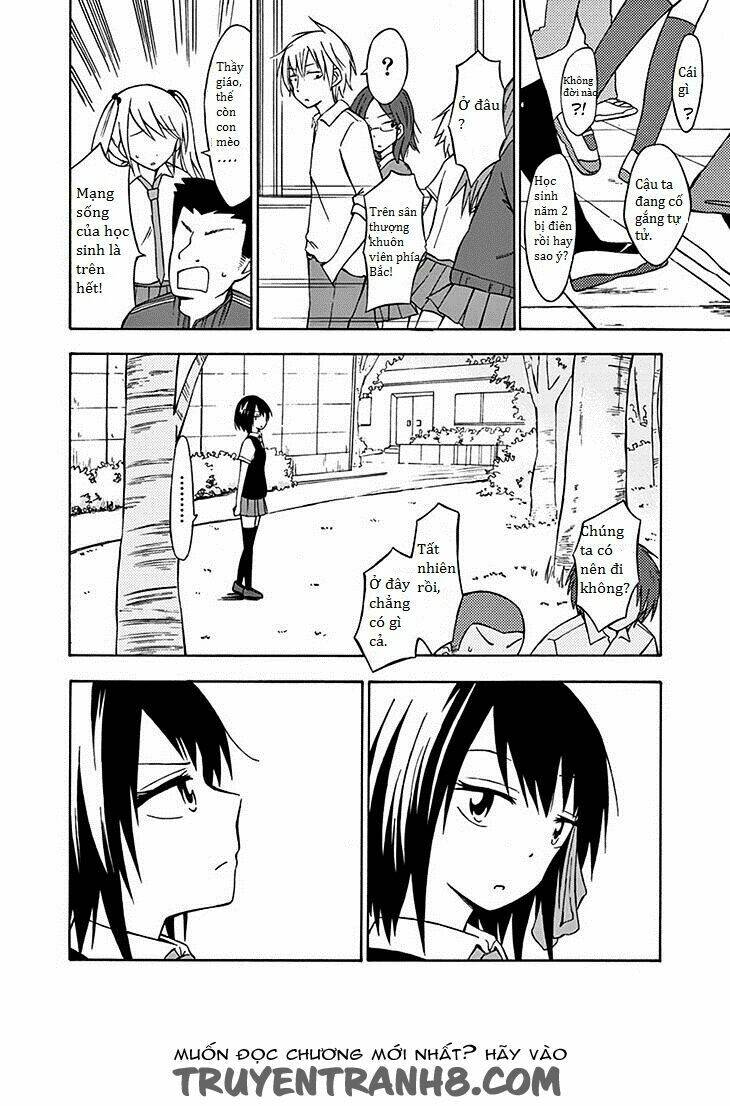 Cái
gì
?
Không
đời nào
?!
Cậu ta
đang cố
gắng tự
tử.
Học
sinh
năm 2
bị điên
rồi hay
sao ý?
?
Ở đâu
?
Trên sân
thượng
khuôn
viên phía
Bắc!
Thầy
giáo, thế
còn
con
mèo
....
Mạng
sống
của học
sinh là
trên
hết!
Chúng
ta có
nên đi
không?
Tất
nhiên
rồi,
Ở đây
chẳng
có gì
cả.
........
MUỐN ĐỌC CHƯƠNG MỚI NHẤT? HÃY VÀO
TRUYENTRANH8.COM